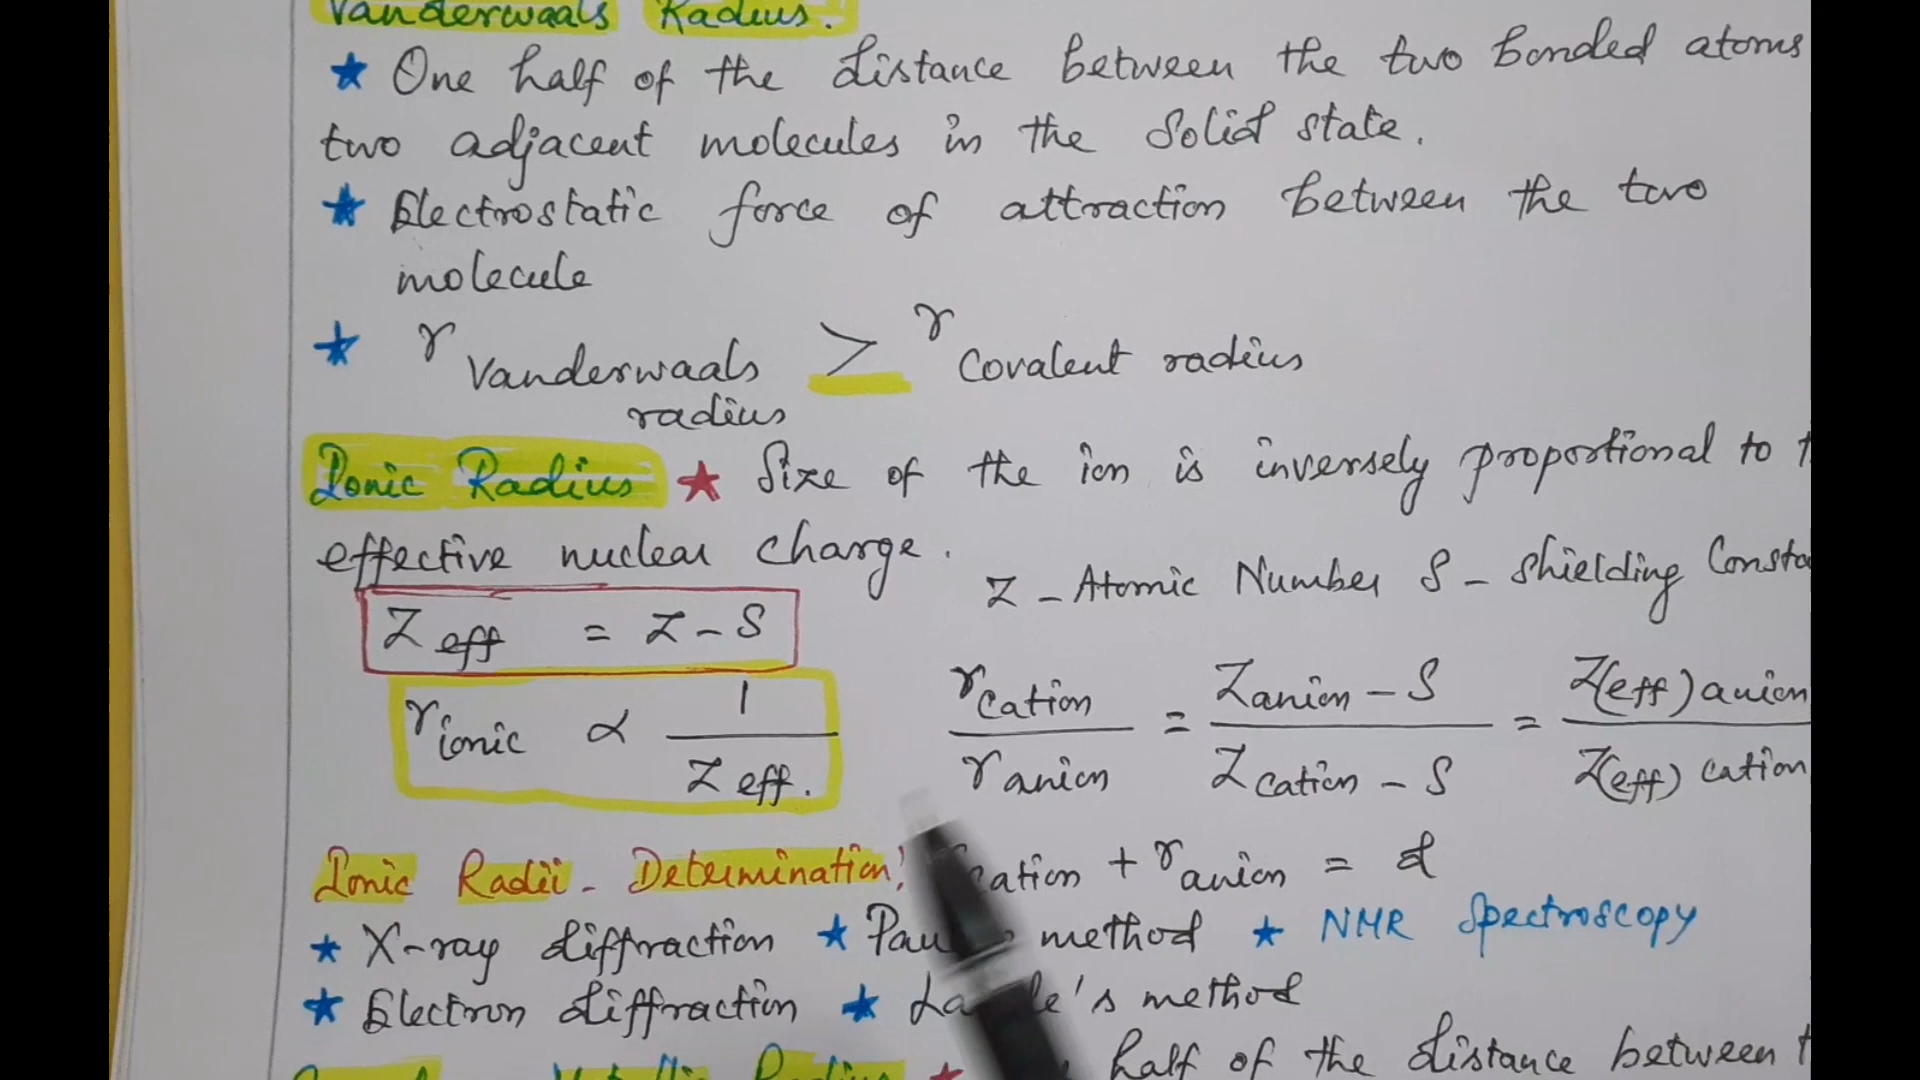 Vanderwaals Radius.
★ One half of the distance between the two bonded atoms
two adjacent molecules in the Solid state.
★ Electrostatic force of attraction between the two
molecule
★ r Vanderwaals radius > r Covalent radius
Ionic Radius ★ Size of the ion is inversely proportional to
effective nuclear charge.
Z - Atomic Number S - Shielding
Z eff = Z - S
r ionic ∝ 1 / Z eff.
r cation / r anion = Z anion - S / Z cation - S = Z(eff) anion / Z(eff) cation
Ionic Radii - Determination: + r anion = d
★ X-ray diffraction ★ method ★ NMR Spectroscopy
★ Electron diffraction ★ method
Radius ★ half of the distance between